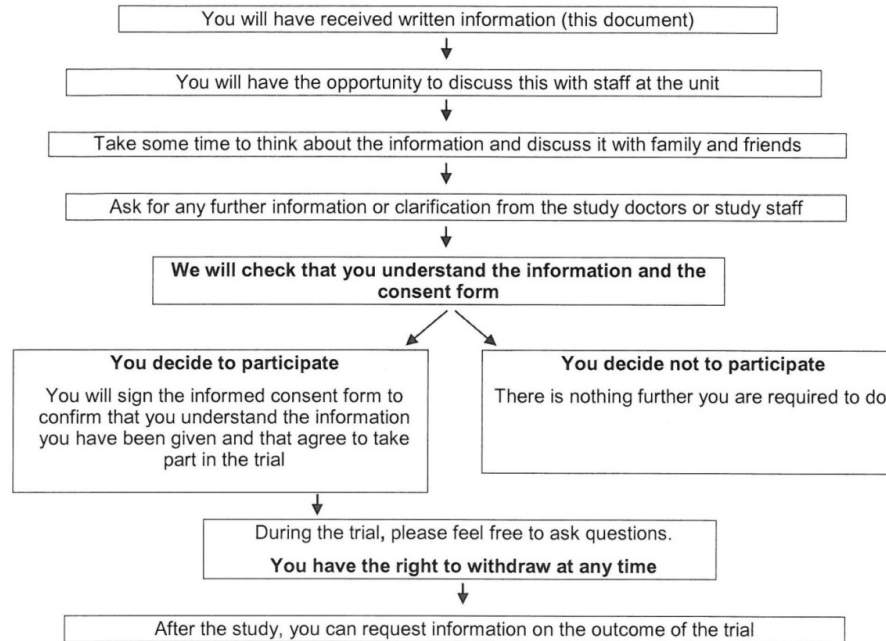 You will have received written information (this document)
You will have the opportunity to discuss this with staff at the unit
Take some time to think about the information and discuss it with family and friends
Ask for any further information or clarification from the study doctors or study staff
We will check that you understand the information and the
consent form
You decide to participate
You will sign the informed consent form to
confirm that you understand the information
you have been given and that agree to take
part in the trial
You decide not to participate
There is nothing further you are required to do
During the trial, please feel free to ask questions.
You have the right to withdraw at any time
After the study, you can request information on the outcome of the trial